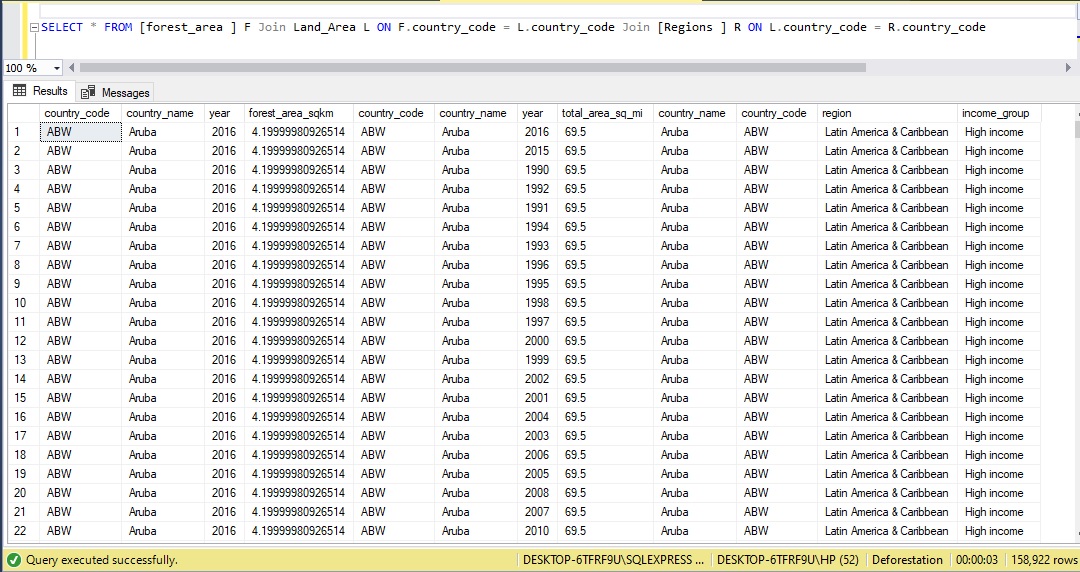 SELECT * FROM [forest_area ] F Join Land_Area L ON F.country_code = L.country_code Join [Regions ] R ON L.country_code = R.country_code
100 %
Results Messages
country_code country_name year forest_area_sqkm country_code country_name year total_area_sq_mi country_name country_code region income_group
1 ABW Aruba 2016 4.19999980926514 ABW Aruba 2016 69.5 Aruba ABW Latin America & Caribbean High income
2 ABW Aruba 2016 4.19999980926514 ABW Aruba 2015 69.5 Aruba ABW Latin America & Caribbean High income
3 ABW Aruba 2016 4.19999980926514 ABW Aruba 1990 69.5 Aruba ABW Latin America & Caribbean High income
4 ABW Aruba 2016 4.19999980926514 ABW Aruba 1992 69.5 Aruba ABW Latin America & Caribbean High income
5 ABW Aruba 2016 4.19999980926514 ABW Aruba 1991 69.5 Aruba ABW Latin America & Caribbean High income
6 ABW Aruba 2016 4.19999980926514 ABW Aruba 1994 69.5 Aruba ABW Latin America & Caribbean High income
7 ABW Aruba 2016 4.19999980926514 ABW Aruba 1993 69.5 Aruba ABW Latin America & Caribbean High income
8 ABW Aruba 2016 4.19999980926514 ABW Aruba 1996 69.5 Aruba ABW Latin America & Caribbean High income
9 ABW Aruba 2016 4.19999980926514 ABW Aruba 1995 69.5 Aruba ABW Latin America & Caribbean High income
10 ABW Aruba 2016 4.19999980926514 ABW Aruba 1998 69.5 Aruba ABW Latin America & Caribbean High income
11 ABW Aruba 2016 4.19999980926514 ABW Aruba 1997 69.5 Aruba ABW Latin America & Caribbean High income
12 ABW Aruba 2016 4.19999980926514 ABW Aruba 2000 69.5 Aruba ABW Latin America & Caribbean High income
13 ABW Aruba 2016 4.19999980926514 ABW Aruba 1999 69.5 Aruba ABW Latin America & Caribbean High income
14 ABW Aruba 2016 4.19999980926514 ABW Aruba 2002 69.5 Aruba ABW Latin America & Caribbean High income
15 ABW Aruba 2016 4.19999980926514 ABW Aruba 2001 69.5 Aruba ABW Latin America & Caribbean High income
16 ABW Aruba 2016 4.19999980926514 ABW Aruba 2004 69.5 Aruba ABW Latin America & Caribbean High income
17 ABW Aruba 2016 4.19999980926514 ABW Aruba 2003 69.5 Aruba ABW Latin America & Caribbean High income
18 ABW Aruba 2016 4.19999980926514 ABW Aruba 2006 69.5 Aruba ABW Latin America & Caribbean High income
19 ABW Aruba 2016 4.19999980926514 ABW Aruba 2005 69.5 Aruba ABW Latin America & Caribbean High income
20 ABW Aruba 2016 4.19999980926514 ABW Aruba 2008 69.5 Aruba ABW Latin America & Caribbean High income
21 ABW Aruba 2016 4.19999980926514 ABW Aruba 2007 69.5 Aruba ABW Latin America & Caribbean High income
22 ABW Aruba 2016 4.19999980926514 ABW Aruba 2010 69.5 Aruba ABW Latin America & Caribbean High income
Query executed successfully. DESKTOP-6TFRF9U\SQLEXPRESS ... DESKTOP-6TFRF9U\HP (52) Deforestation 00:00:03 158,922 rows